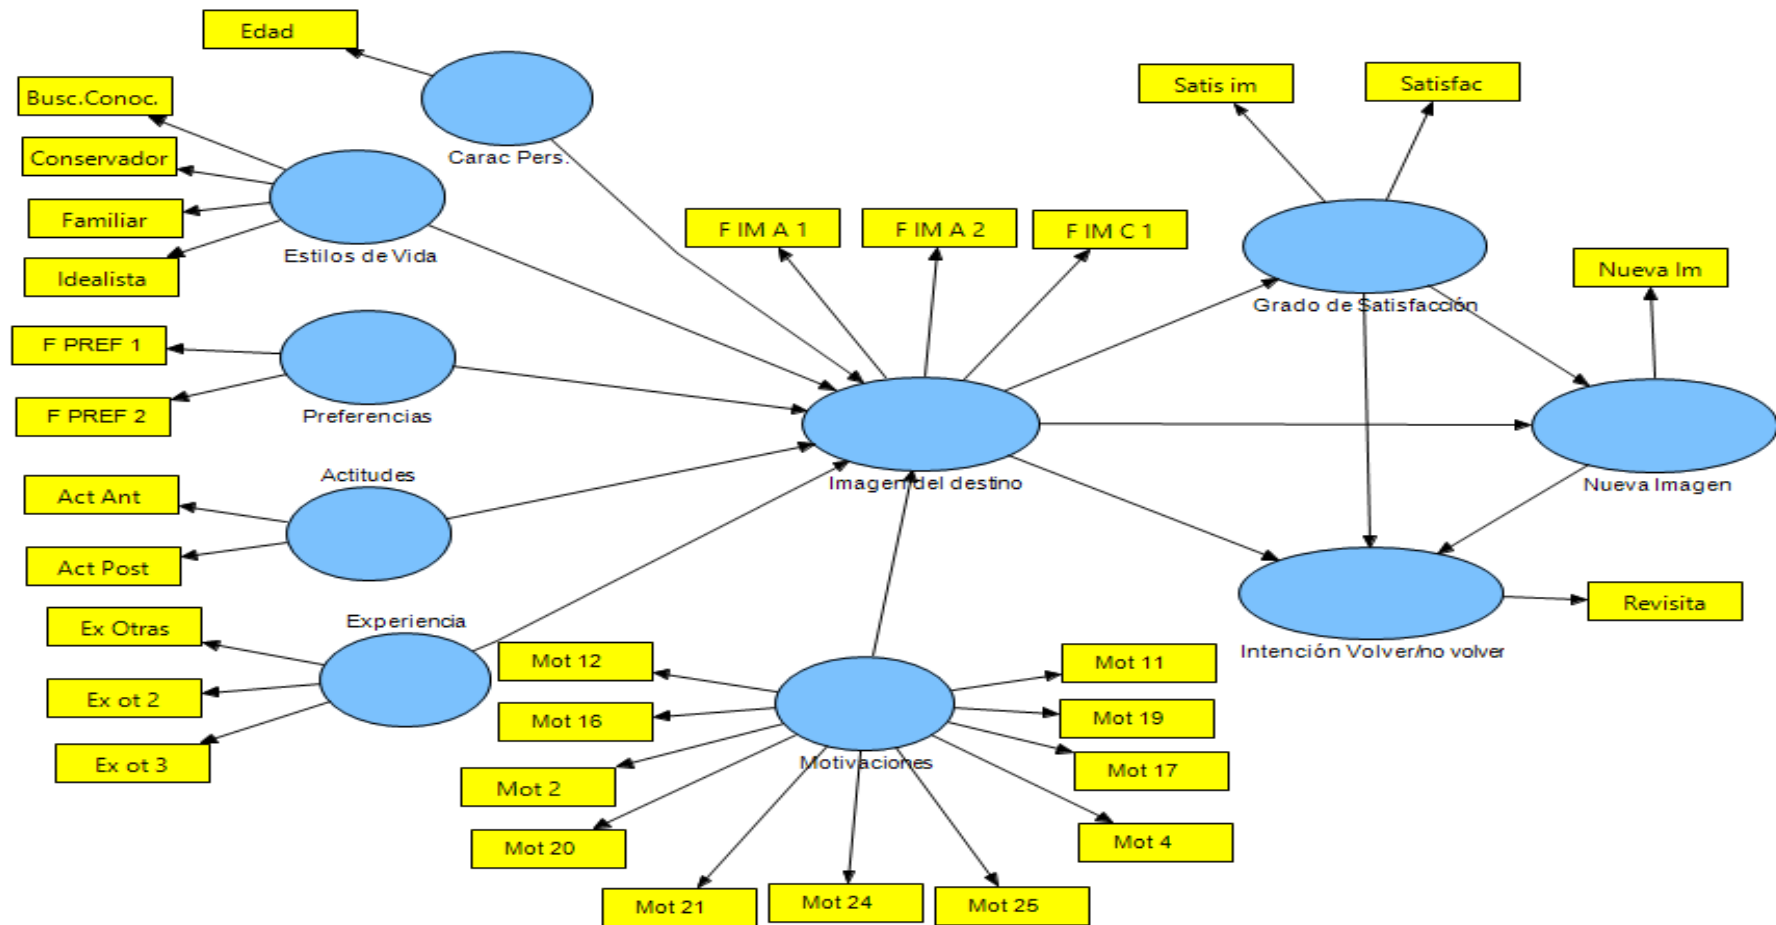 Edad
Busc.Conoc.
Conservador
Familiar
Idealista
Carac Pers.
Estilos de Vida
F PREF 1
F PREF 2
Preferencias
Act Ant
Act Post
Actitudes
Ex Otras
Ex ot 2
Ex ot 3
Experiencia
F IM A 1
F IM A 2
F IM C 1
Imagen del destino
Satis im
Satisfac
Grado de Satisfacción
Nueva Im
Nueva Imagen
Intención Volver/no volver
Revisita
Mot 12
Mot 16
Mot 2
Mot 20
Mot 21
Mot 24
Mot 25
Mot 4
Mot 17
Mot 19
Mot 11
Motivaciones